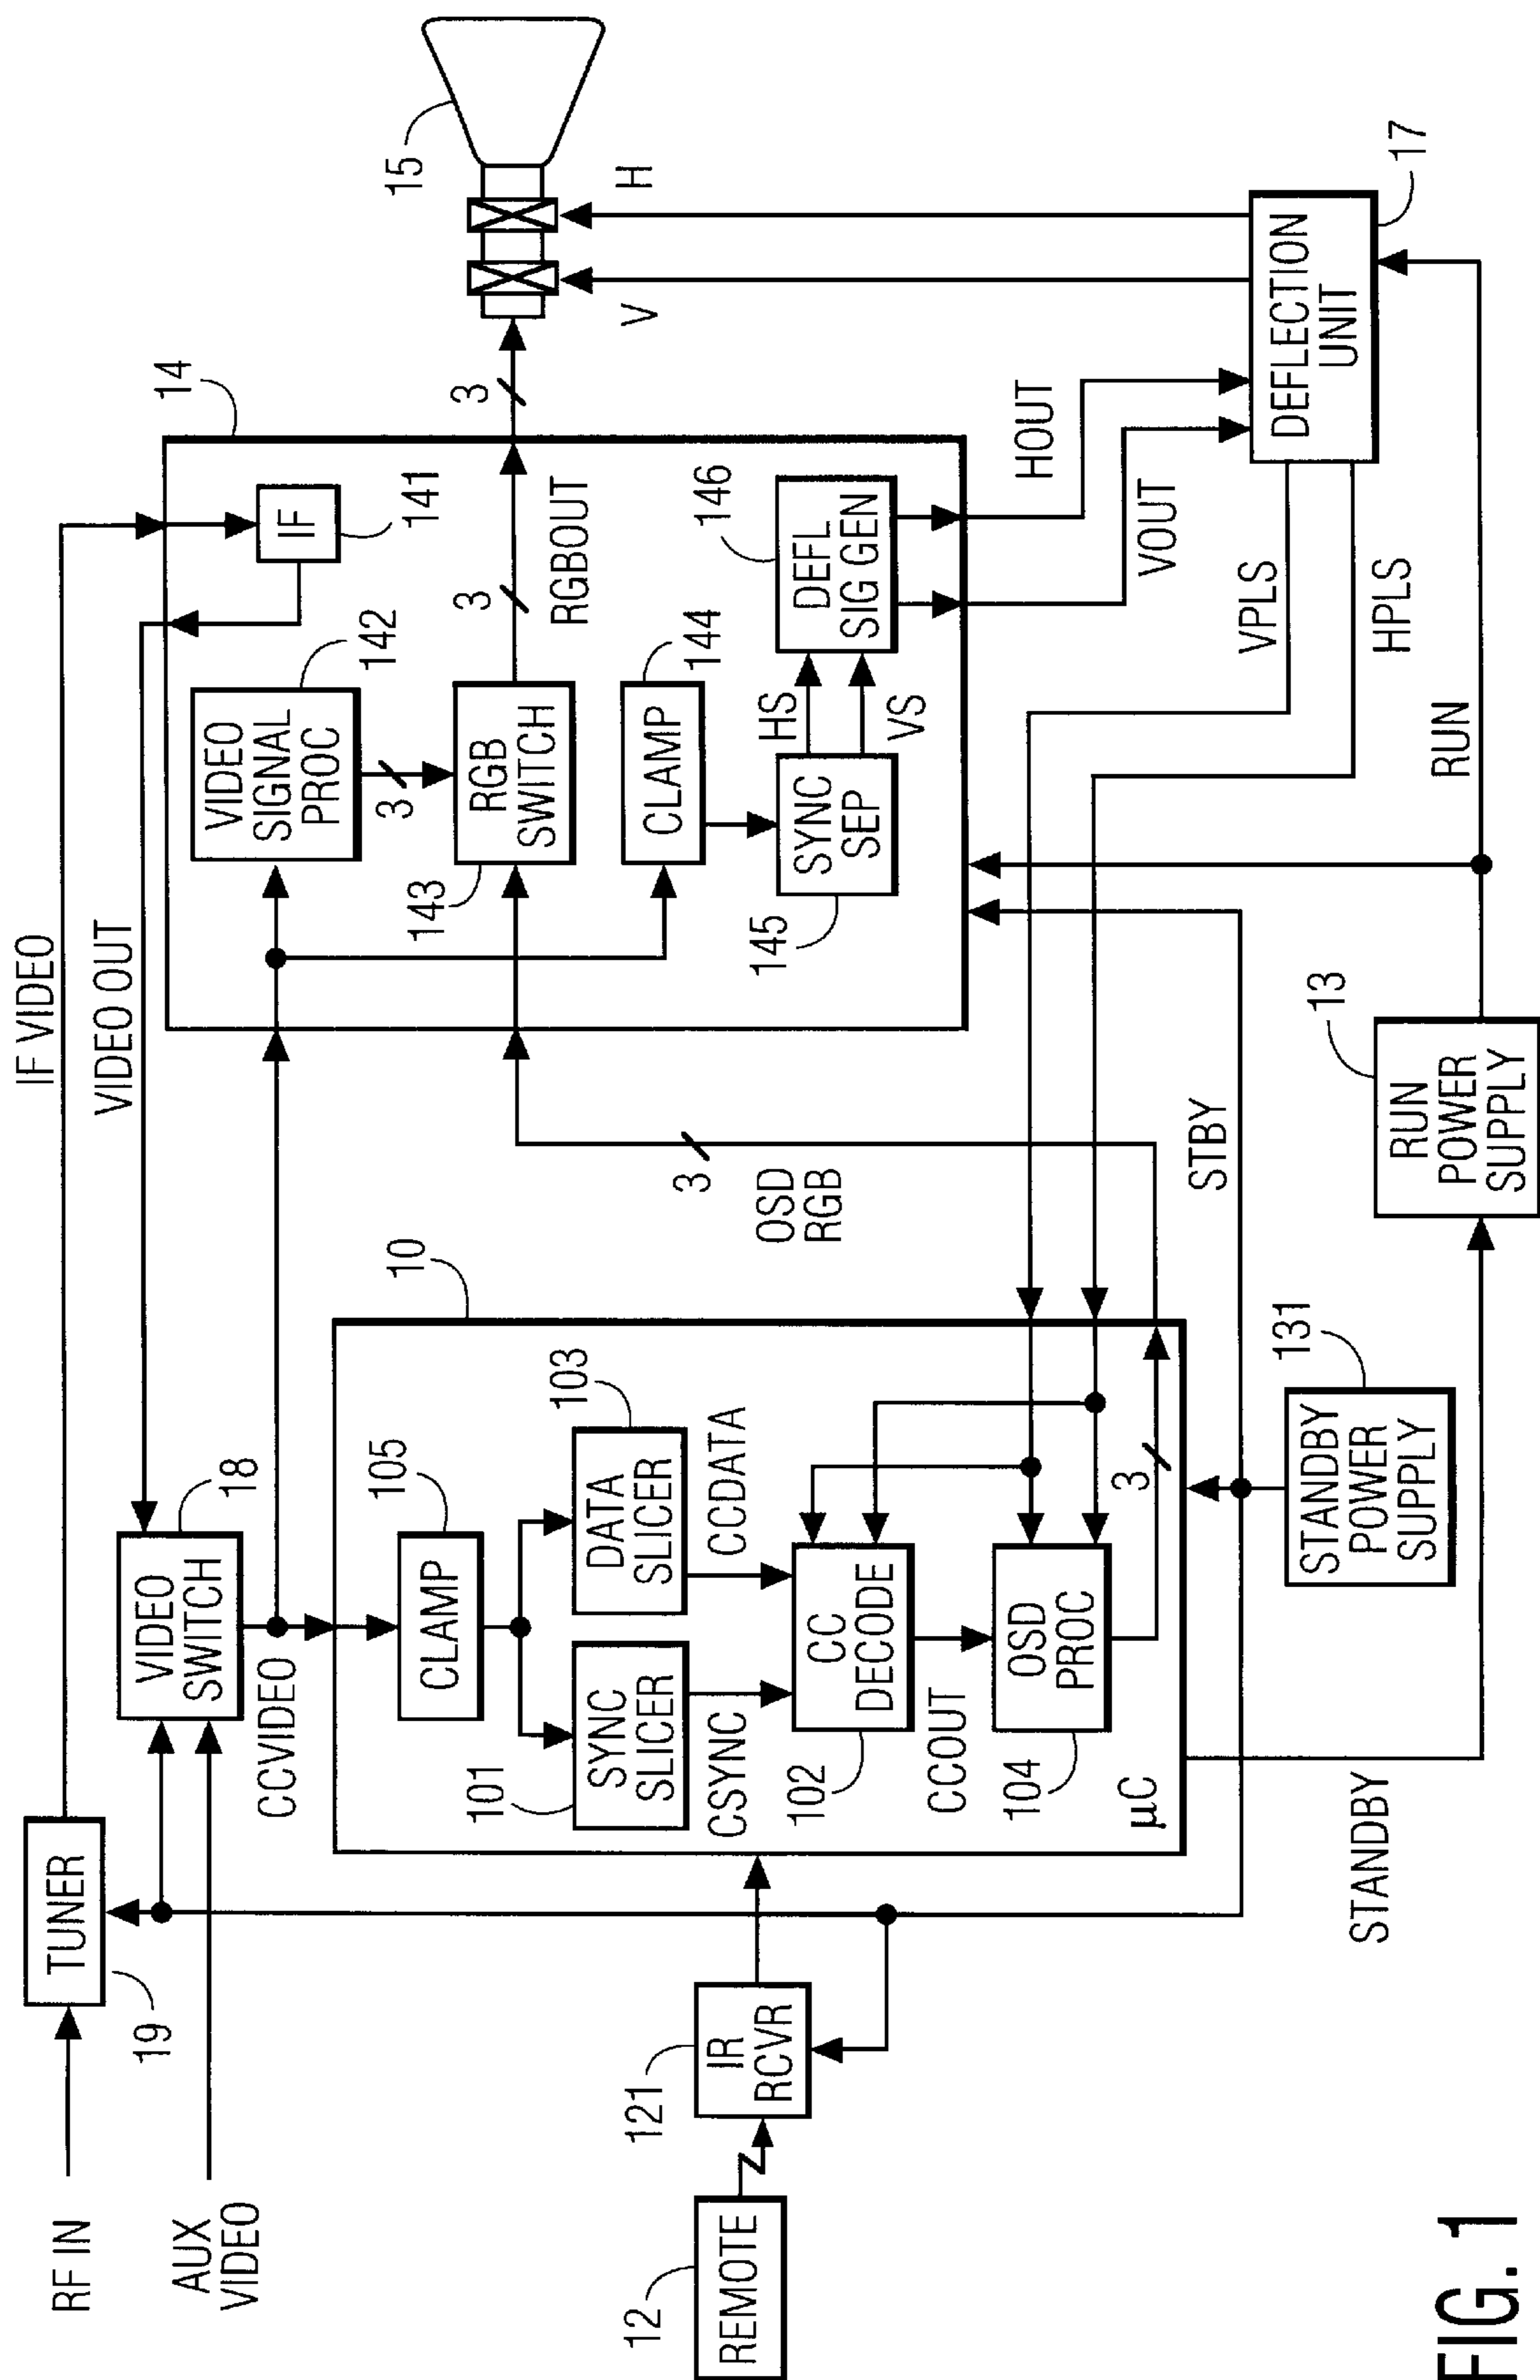 RF IN
19
TUNER
IF VIDEO
AUX
VIDEO
VIDEO
SWITCH
18
VIDEO OUT
CCVIDEO
10
CLAMP
105
SYNC
SLICER
101
DATA
SLICER
103
CSYNC
CCDATA
CC
DECODE
102
CCOUT
OSD
PROC
104
3
µC
REMOTE
12
IR
RCVR
121
OSD
RGB
3
14
IF
141
VIDEO
SIGNAL
PROC
142
3
RGB
SWITCH
143
3
RGBOUT
3
CLAMP
144
SYNC
SEP
145
HS
VS
DEFL
SIG GEN
146
15
V
H
HOUT
VOUT
DEFLECTION
UNIT
17
VPLS
HPLS
RUN
STBY
STANDBY
POWER
SUPPLY
131
STANDBY
RUN
POWER
SUPPLY
13
FIG. 1